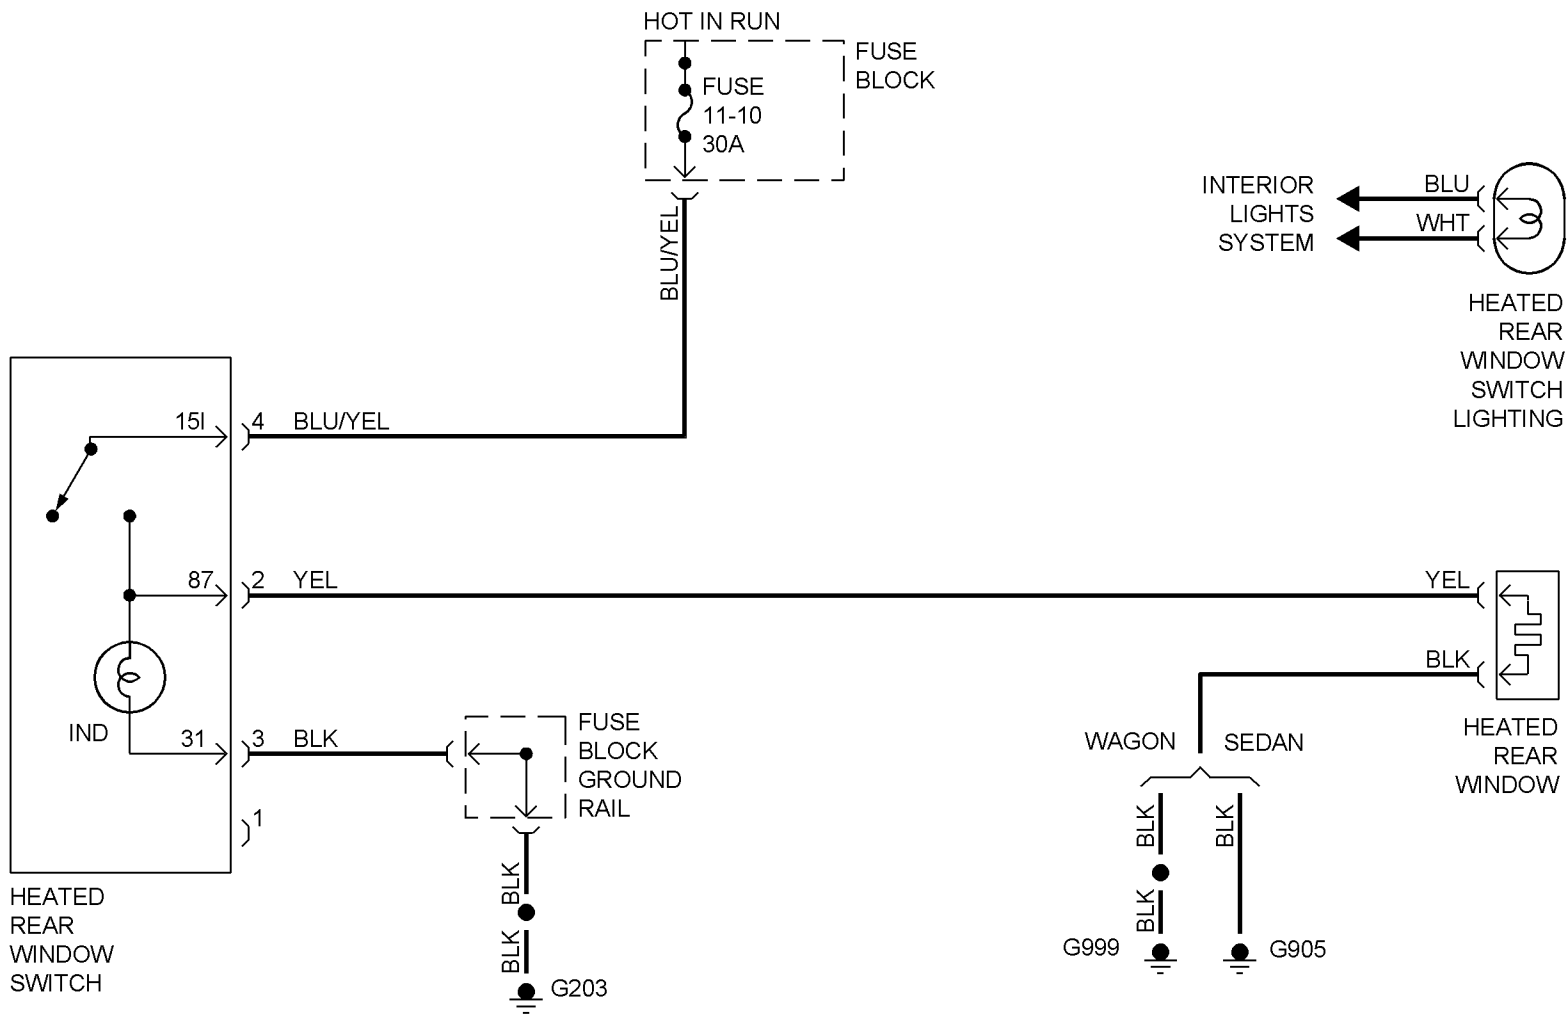 HOT IN RUN
FUSE
BLOCK
FUSE
11-10
30A
BLU/YEL
INTERIOR
LIGHTS
SYSTEM
BLU
WHT
HEATED
REAR
WINDOW
SWITCH
LIGHTING
15I
4
BLU/YEL
87
2
YEL
YEL
BLK
HEATED
REAR
WINDOW
IND
31
3
BLK
FUSE
BLOCK
GROUND
RAIL
1
BLK
BLK
G203
WAGON
SEDAN
BLK
BLK
BLK
G999
G905
HEATED
REAR
WINDOW
SWITCH